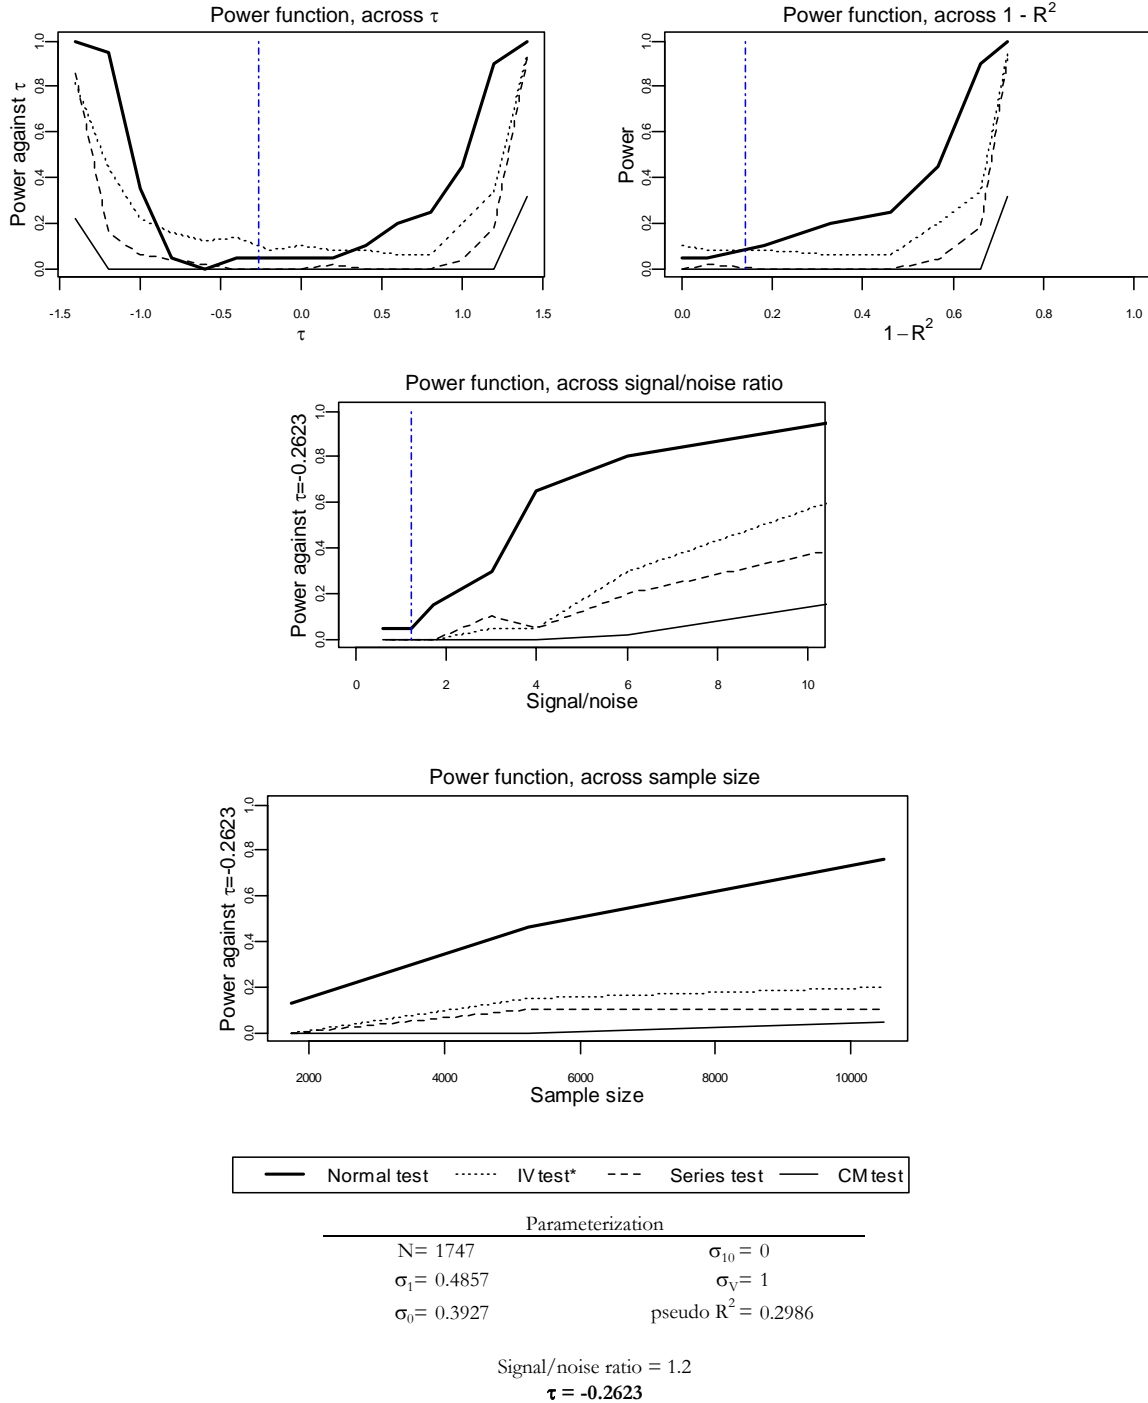 Power function, across τ
Power against τ
0.0 0.2 0.4 0.6 0.8 1.0
-1.5 -1.0 -0.5 0.0 0.5 1.0 1.5
τ
Power function, across 1 - R²
Power
0.0 0.2 0.4 0.6 0.8 1.0
0.0 0.2 0.4 0.6 0.8 1.0
1−R²
Power function, across signal/noise ratio
Power against τ=-0.2623
0.0 0.2 0.4 0.6 0.8 1.0
0 2 4 6 8 10
Signal/noise
Power function, across sample size
Power against τ=-0.2623
0.0 0.2 0.4 0.6 0.8 1.0
2000 4000 6000 8000 10000
Sample size
Normal test IV test* Series test CM test
Parameterization
N= 1747 σ₁₀ = 0
σ₁= 0.4857 σ_V= 1
σ₀= 0.3927 pseudo R² = 0.2986
Signal/noise ratio = 1.2
τ = -0.2623